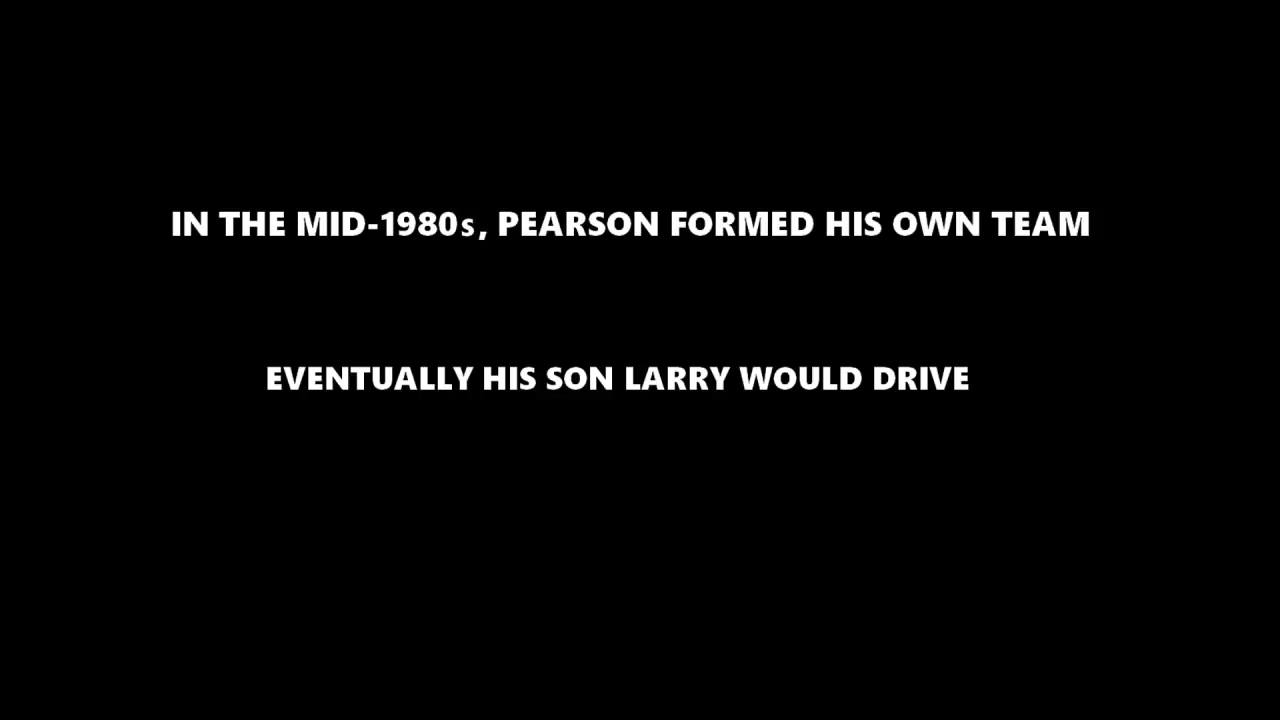 IN THE MID-1980s, PEARSON FORMED HIS OWN TEAM
EVENTUALLY HIS SON LARRY WOULD DRIVE